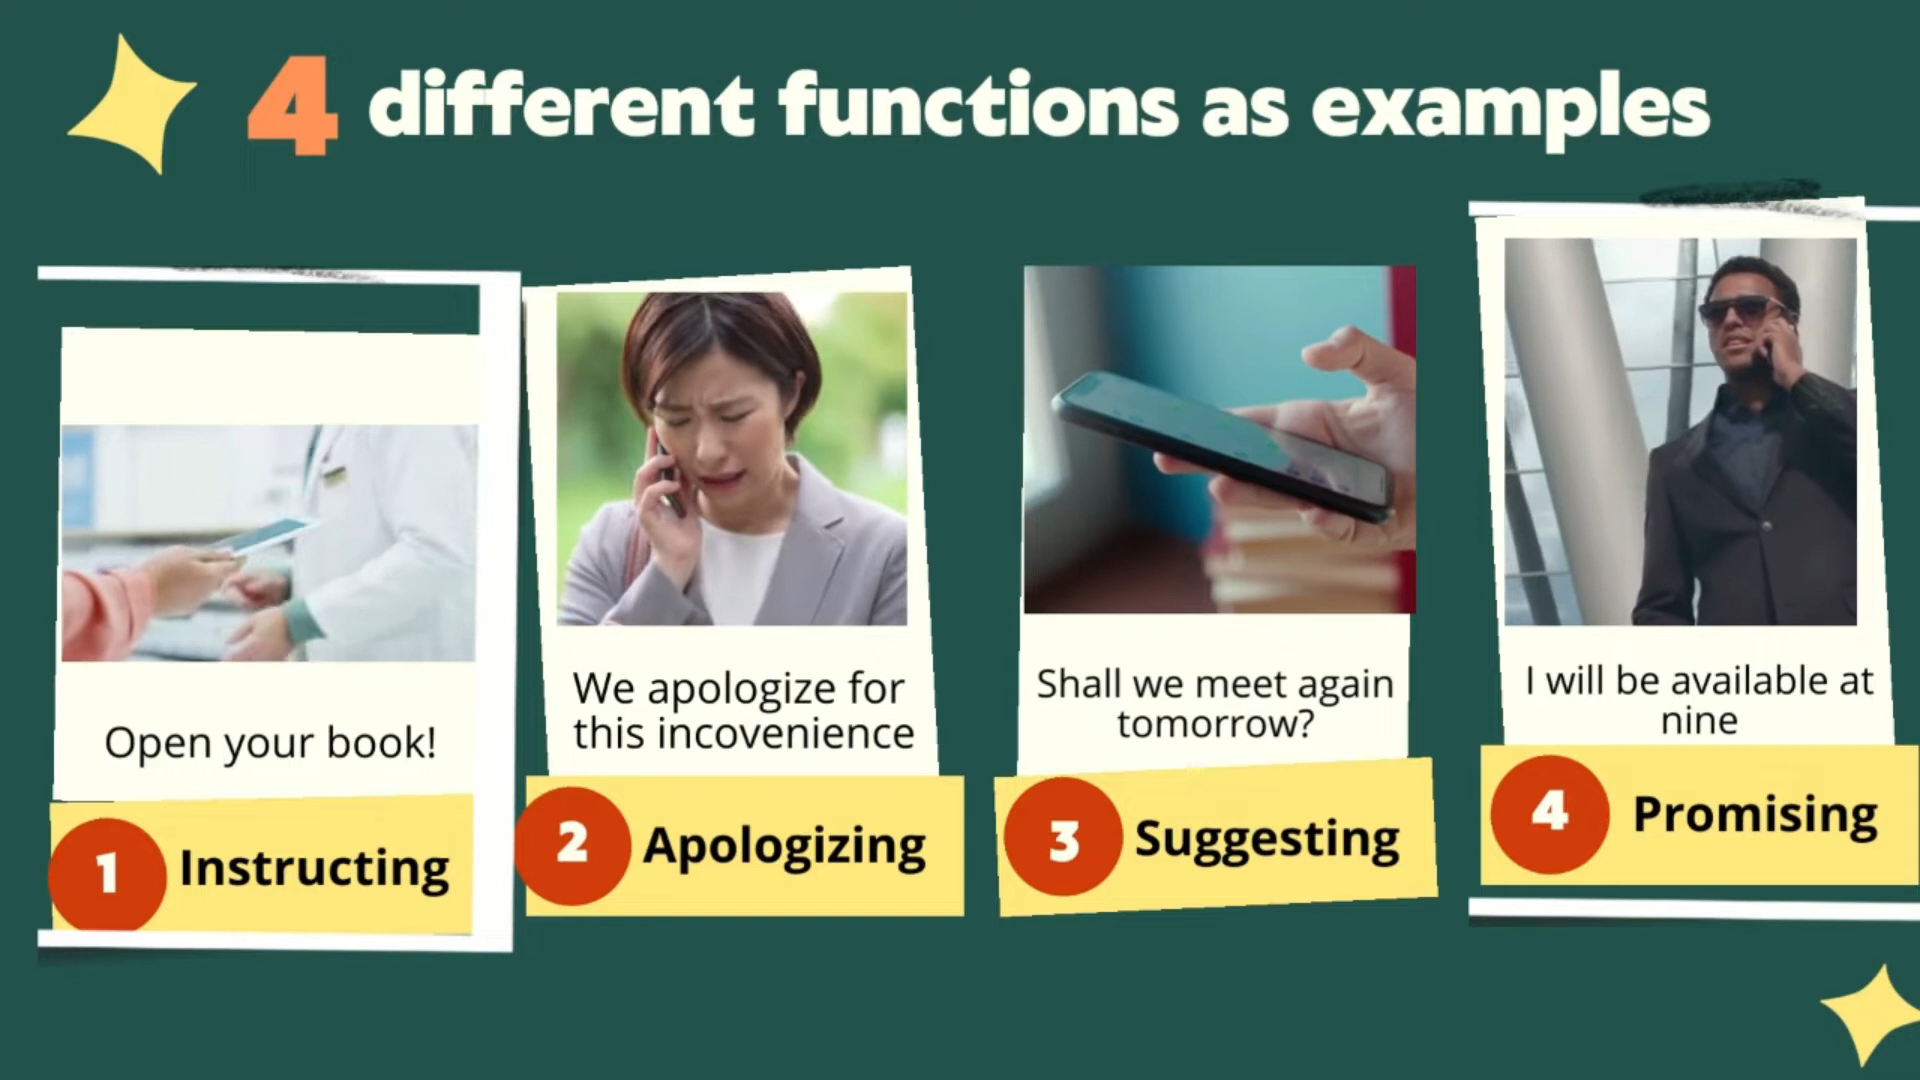 4 different functions as examples
Open your book!
1 Instructing
We apologize for
this incovenience
2 Apologizing
Shall we meet again
tomorrow?
3 Suggesting
I will be available at
nine
4 Promising